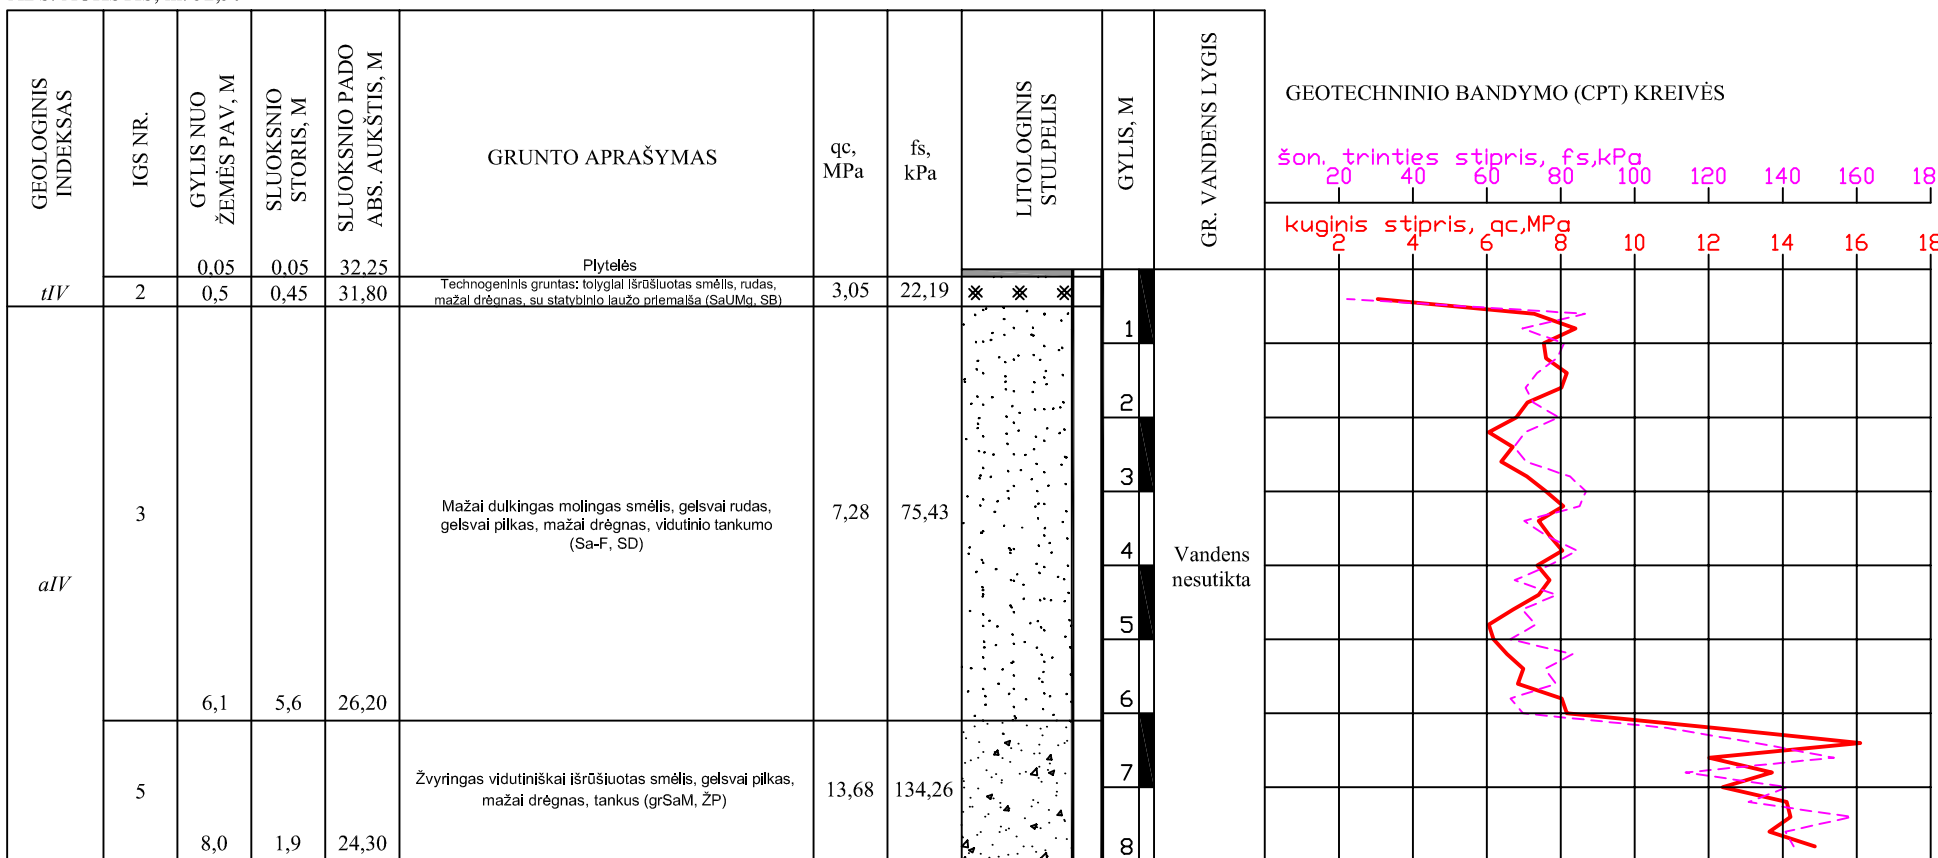 GEOLOGINIS
INDEKSAS
IGS NR.
GYLIS NUO
ŽEMĖS PAV, M
SLUOKSNIO
STORIS, M
SLUOKSNIO PADO
ABS. AUKŠTIS, M
GRUNTO APRAŠYMAS
qc,
MPa
fs,
kPa
LITOLOGINIS
STULPELIS
GYLIS, M
GR. VANDENS LYGIS
GEOTECHNINIO BANDYMO (CPT) KREIVĖS
šon. trinties stipris, fs,kPa
20 40 60 80 100 120 140 160 18
kuginis stipris, qc,MPa
2 4 6 8 10 12 14 16 18
0,05 0,05 32,25 Plytelės
tIV 2 0,5 0,45 31,80
Technogeninis gruntas: tolygiai išrūšiuotas smėlis, rudas,
mažai drėgnas, su statybinio laužo priemaiša (SaUMg, SB)
3,05 22,19
aIV
3
Mažai dulkingas molingas smėlis, gelsvai rudas,
gelsvai pilkas, mažai drėgnas, vidutinio tankumo
(Sa-F, SD)
7,28 75,43
6,1 5,6 26,20
5
Žvyringas vidutiniškai išrūšiuotas smėlis, gelsvai pilkas,
mažai drėgnas, tankus (grSaM, ŽP)
13,68 134,26
8,0 1,9 24,30
1
2
3
4
5
6
7
8
Vandens
nesutikta